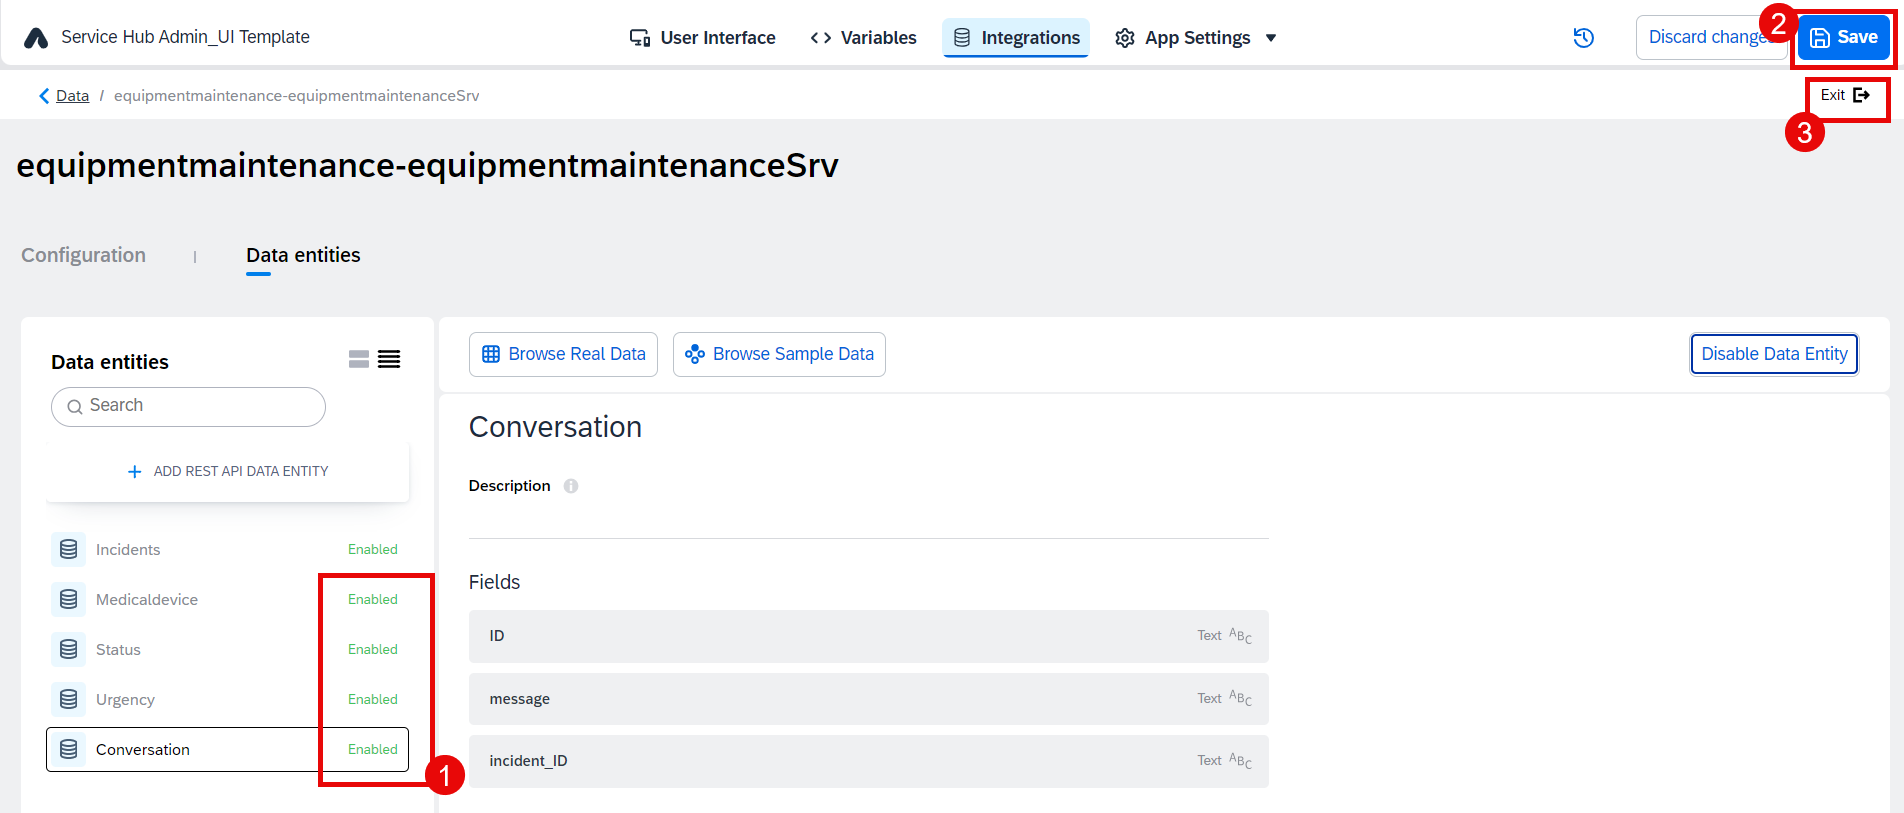 Service Hub Admin_UI Template
User Interface
Variables
Integrations
App Settings
Discard change
2
Save
Data / equipmentmaintenance-equipmentmaintenanceSrv
Exit
3
equipmentmaintenance-equipmentmaintenanceSrv
Configuration
Data entities
Data entities
Search
ADD REST API DATA ENTITY
Incidents Enabled
Medicaldevice Enabled
Status Enabled
Urgency Enabled
Conversation Enabled
1
Browse Real Data
Browse Sample Data
Disable Data Entity
Conversation
Description
Fields
ID Text ABC
message Text ABC
incident_ID Text ABC